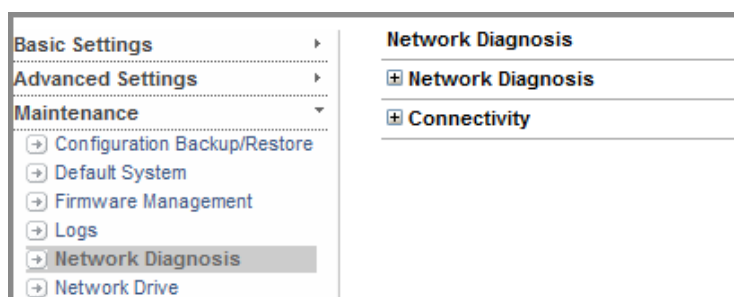 Basic Settings
Advanced Settings
Maintenance
Configuration Backup/Restore
Default System
Firmware Management
Logs
Network Diagnosis
Network Drive
Network Diagnosis
Network Diagnosis
Connectivity